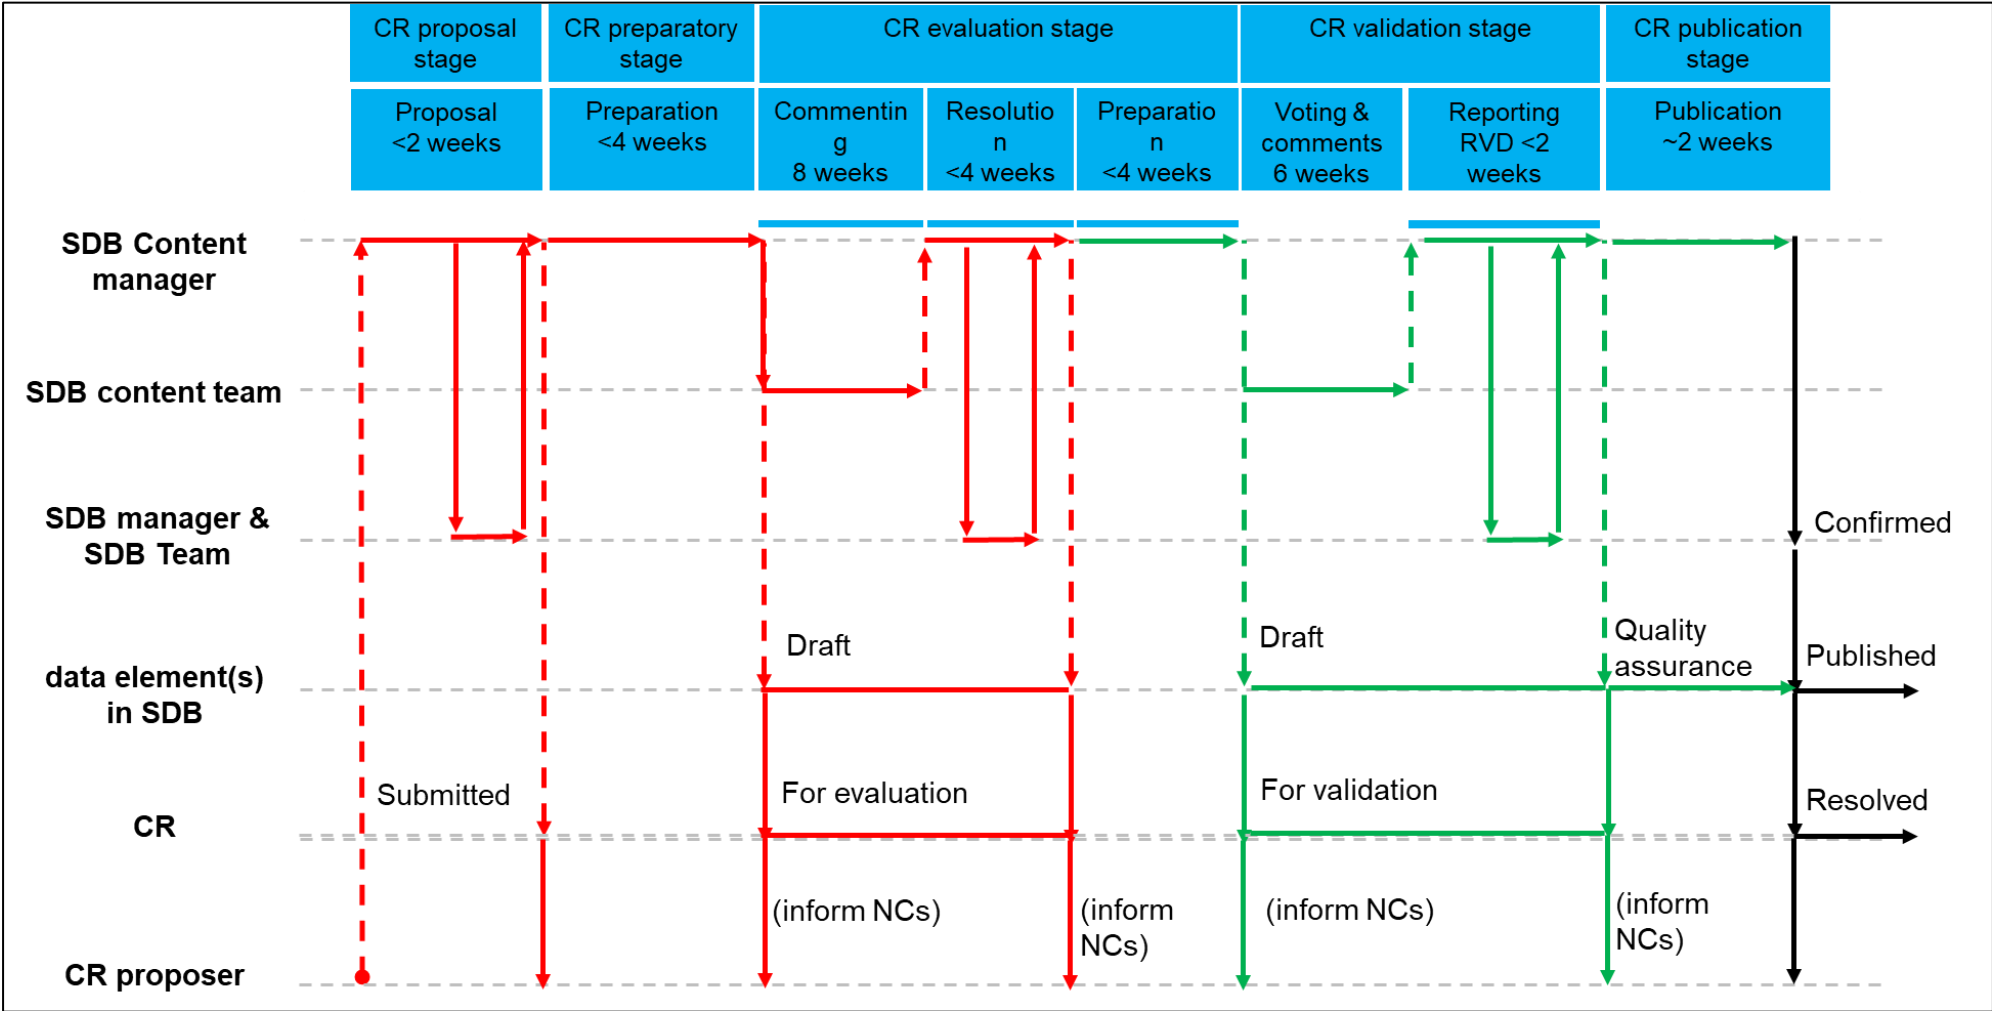 CR proposal
stage
CR preparatory
stage
CR evaluation stage
CR validation stage
CR publication
stage
Proposal
<2 weeks
Preparation
<4 weeks
Commentin
g
8 weeks
Resolutio
n
<4 weeks
Preparatio
n
<4 weeks
Voting &
comments
6 weeks
Reporting
RVD <2
weeks
Publication
~2 weeks
SDB Content
manager
SDB content team
SDB manager &
SDB Team
Confirmed
data element(s)
in SDB
Draft
Draft
Quality
assurance
Published
CR
Submitted
For evaluation
For validation
Resolved
CR proposer
(inform NCs)
(inform
NCs)
(inform NCs)
(inform
NCs)